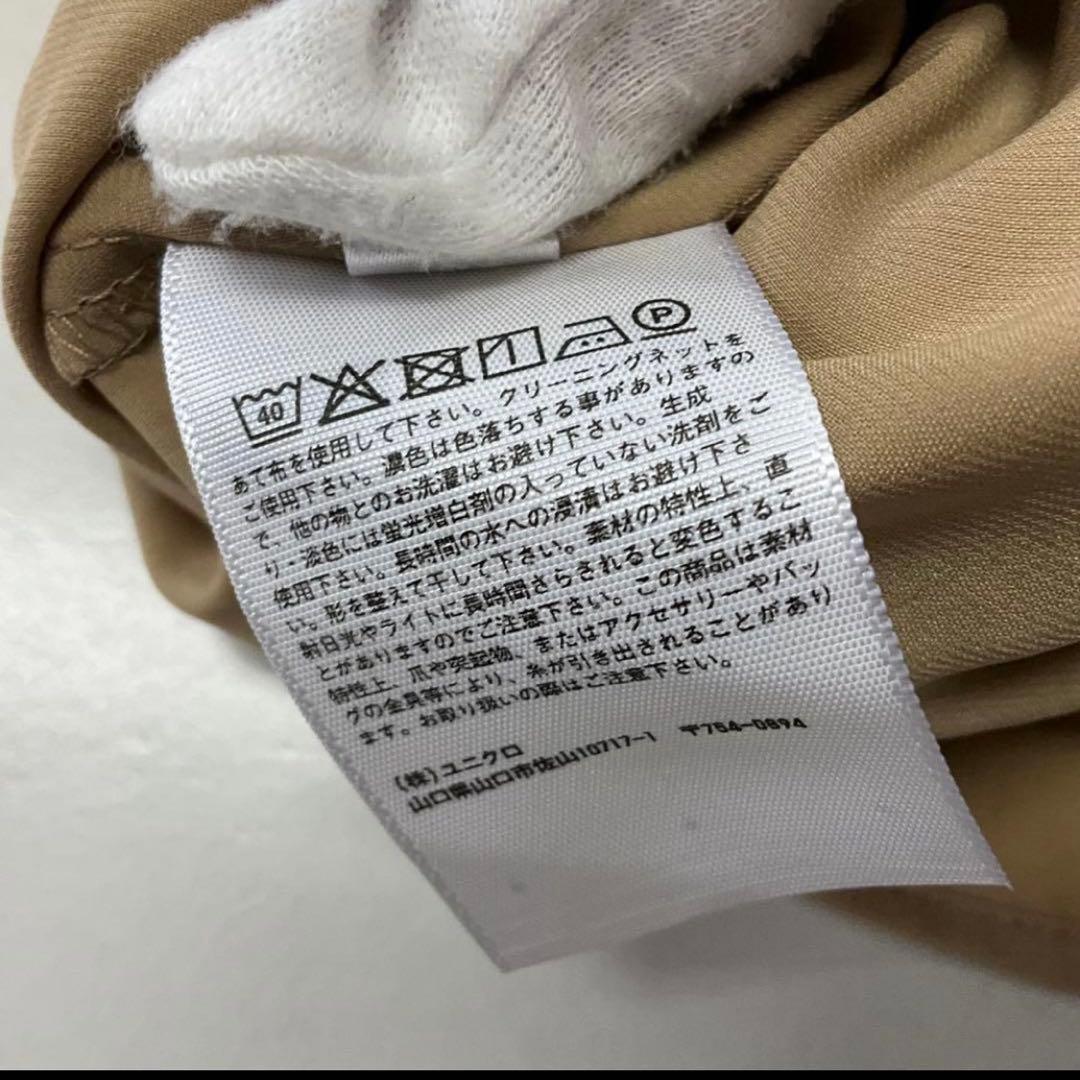 40 P
あて布を使用して下さい。クリーニングネットを
ご使用下さい。濃色は色落ちする事がありますの
で、他の物とのお洗濯はお避け下さい。生成
り・淡色には蛍光増白剤の入っていない洗剤をご
使用下さい。長時間の水への浸漬はお避け下さ
い。形を整えて干して下さい。素材の特性上、直
射日光やライトに長時間さらされると変色するこ
とがありますのでご注意下さい。この商品は素材
特性上、爪や突起物、またはアクセサリーやバッ
グの金具等により、糸が引き出されることがあり
ます。お取り扱いの際はご注意下さい。
(株)ユニクロ
山口県山口市佐山10717-1 〒754-0894